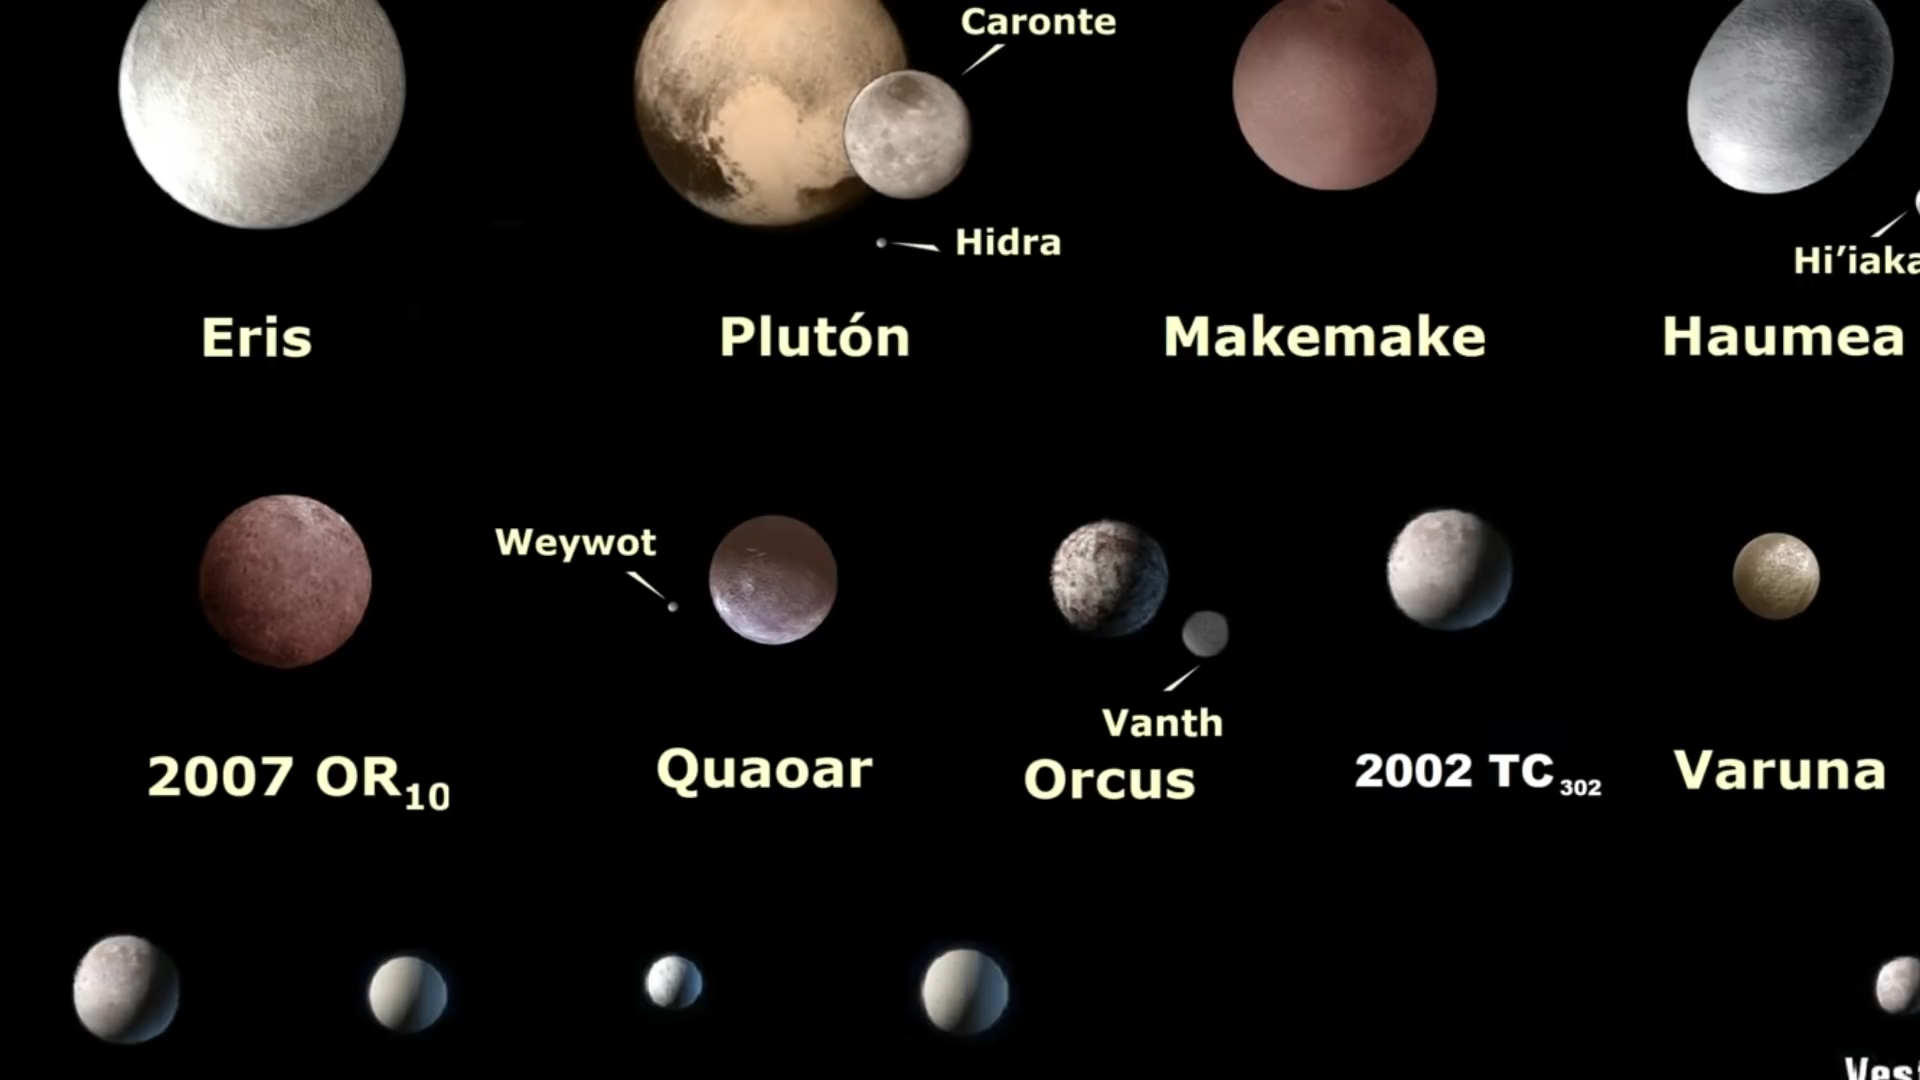 Caronte
Hidra
Hi’iaka
Eris
Plutón
Makemake
Haumea
Weywot
Vanth
2007 OR10
Quaoar
Orcus
2002 TC302
Varuna